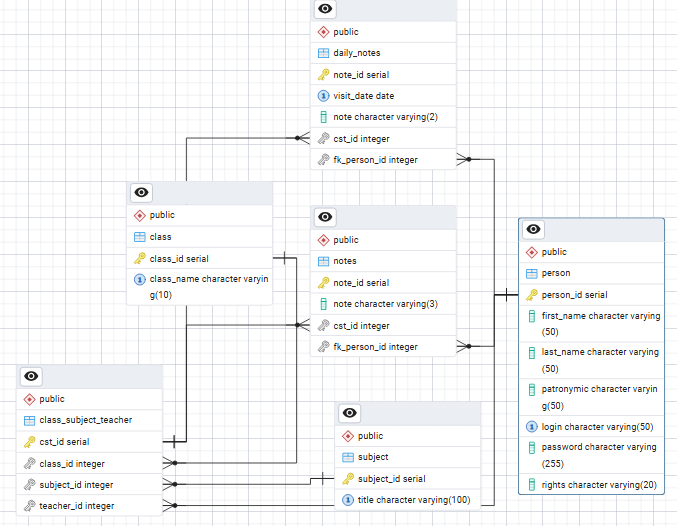 public
daily_notes
note_id serial
visit_date date
note character varying(2)
cst_id integer
fk_person_id integer
public
class
class_id serial
class_name character varyin
g(10)
public
notes
note_id serial
note character varying(3)
cst_id integer
fk_person_id integer
public
person
person_id serial
first_name character varying
(50)
last_name character varying
(50)
patronymic character varyin
g(50)
login character varying(50)
password character varying
(255)
rights character varying(20)
public
class_subject_teacher
cst_id serial
class_id integer
subject_id integer
teacher_id integer
public
subject
subject_id serial
title character varying(100)